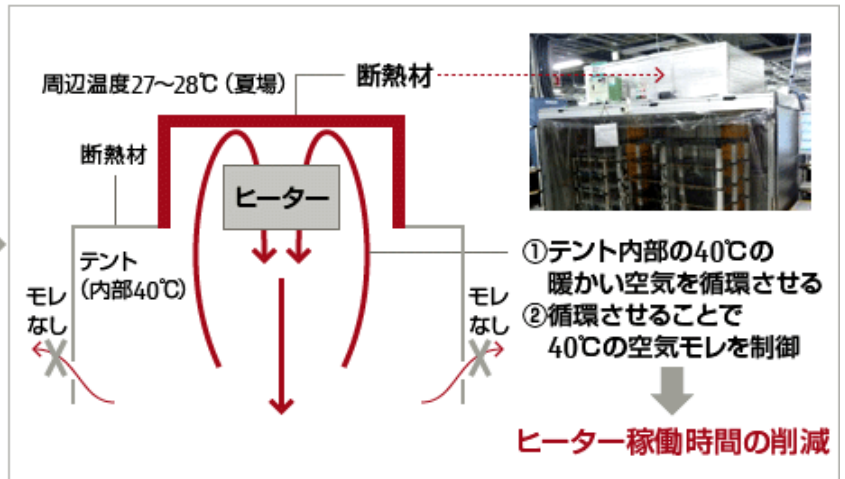 周辺温度27〜28℃（夏場）
断熱材
断熱材
ヒーター
テント
（内部40℃）
モレ
なし
モレ
なし
①テント内部の40℃の
暖かい空気を循環させる
②循環させることで
40℃の空気モレを制御
ヒーター稼働時間の削減